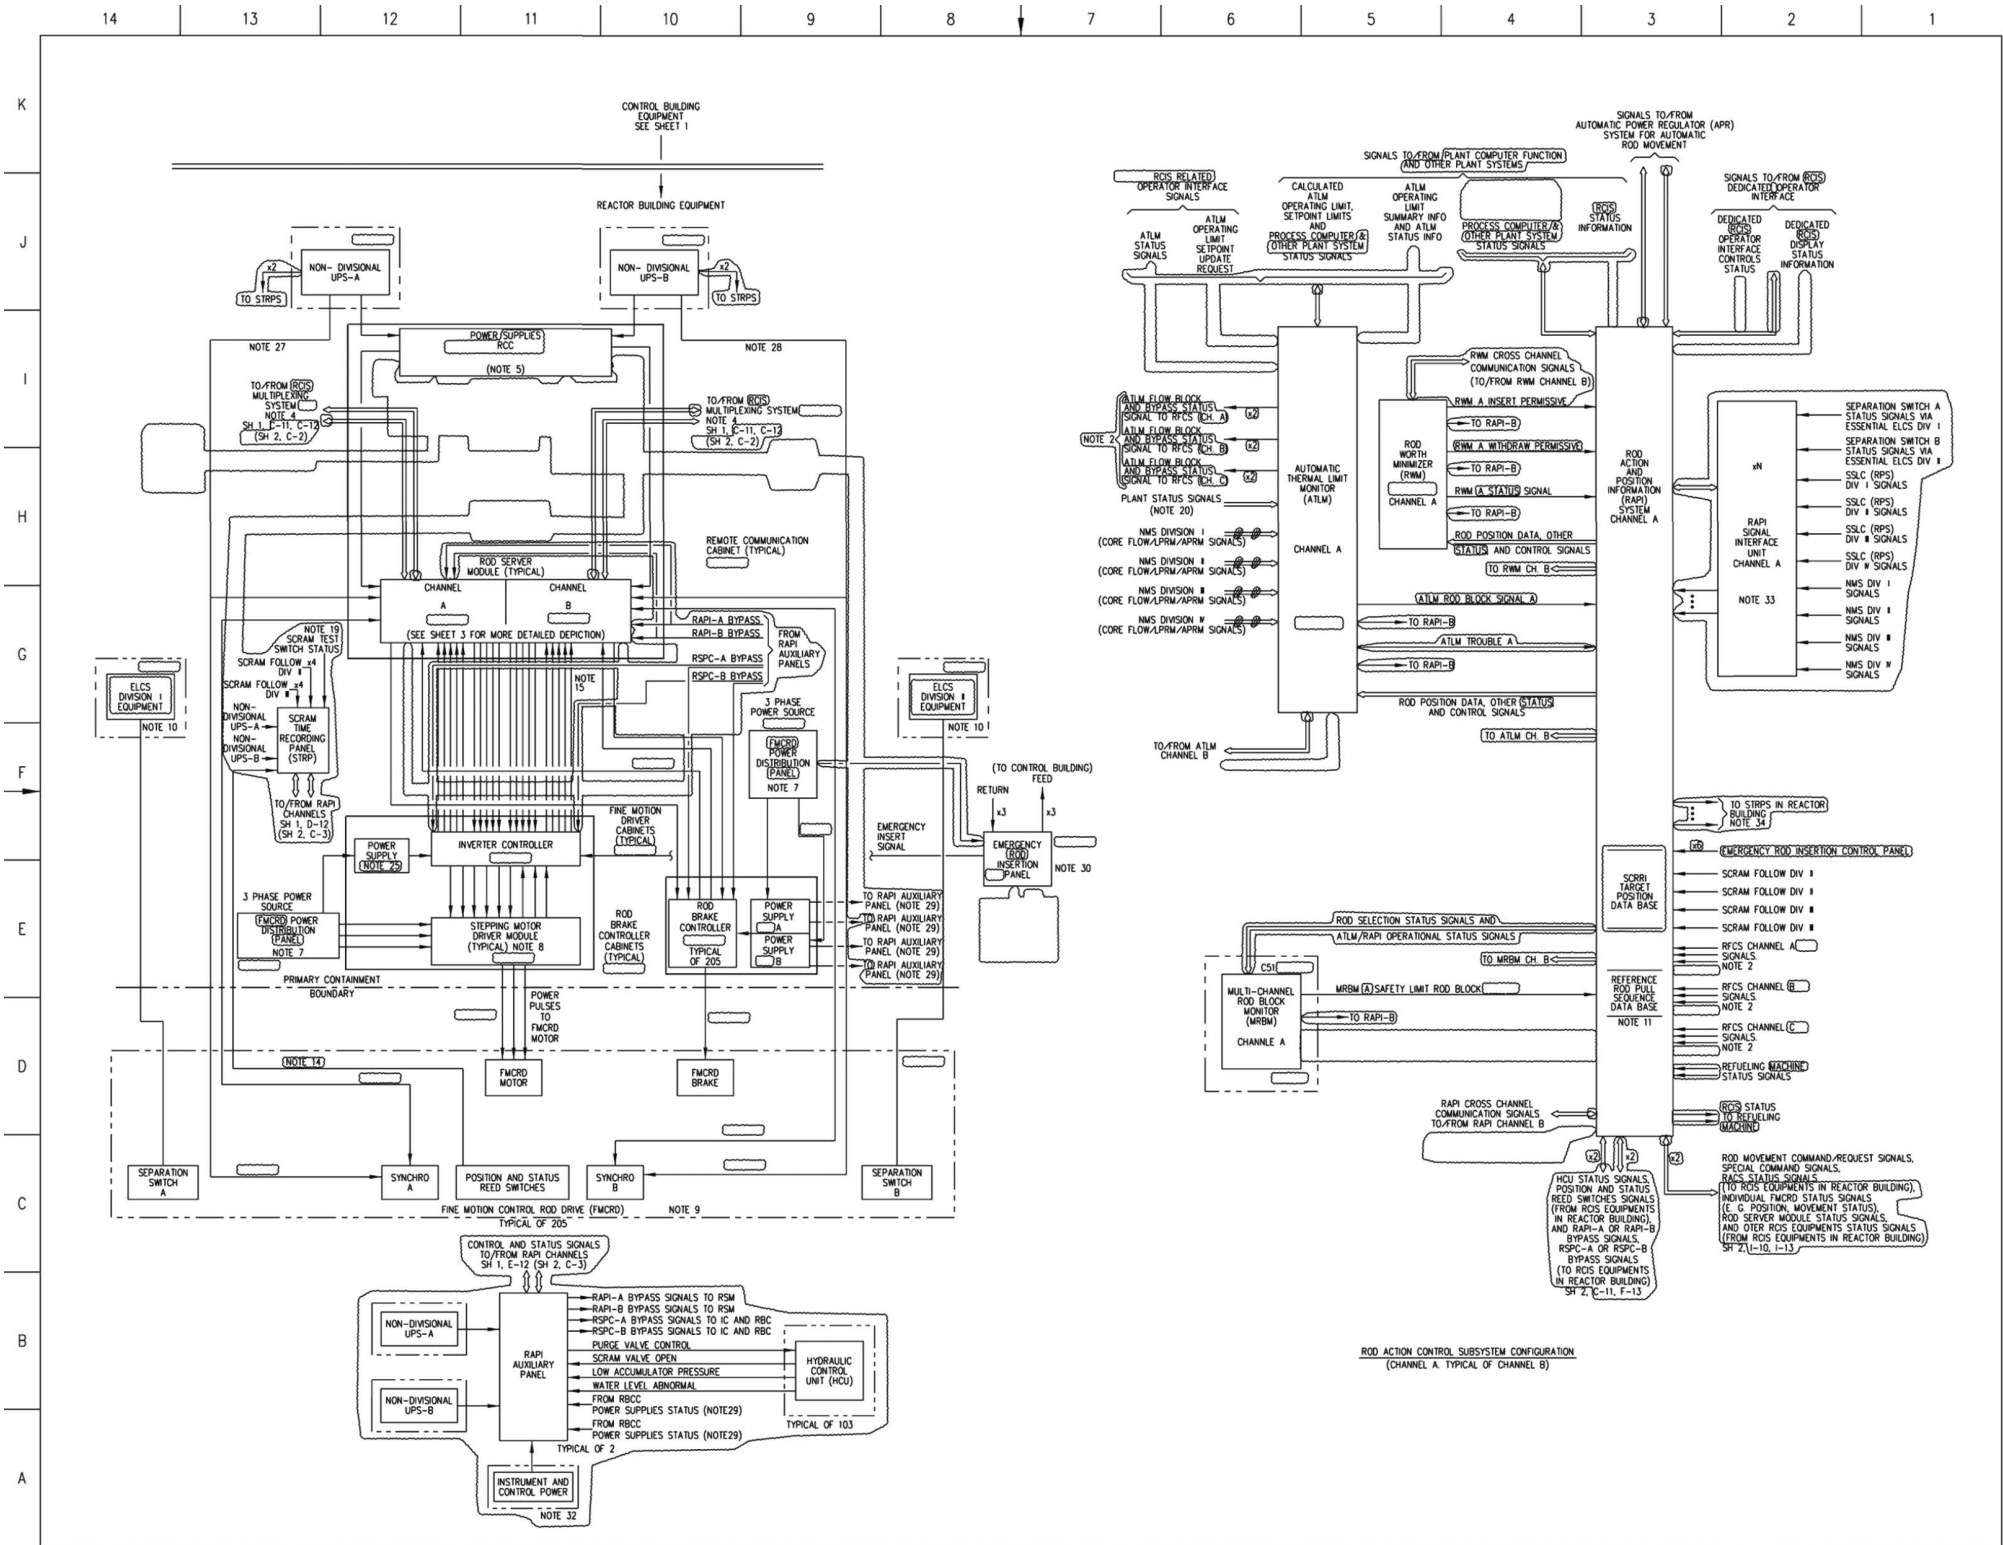 14 13 12 11 10 9 8 7 6 5 4 3 2 1
K
J
I
H
G
F
E
D
C
B
A
CONTROL BUILDING
EQUIPMENT
SEE SHEET 1
REACTOR BUILDING EQUIPMENT
NON- DIVISIONAL
UPS-A
x2
TO STRPS
NON- DIVISIONAL
UPS-B
x2
TO STRPS
POWER SUPPLIES
RCC
(NOTE 5)
NOTE 27
NOTE 28
TO/FROM RCIS
MULTIPLEXING
SYSTEM
NOTE 4
SH 1, C-11, C-12
(SH 2, C-2)
TO/FROM RCIS
MULTIPLEXING SYSTEM
NOTE 4
SH 1, C-11, C-12
(SH 2, C-2)
REMOTE COMMUNICATION
CABINET (TYPICAL)
ROD SERVER
MODULE (TYPICAL)
CHANNEL
A
CHANNEL
B
(SEE SHEET 3 FOR MORE DETAILED DEPICTION)
RAPI-A BYPASS
RAPI-B BYPASS
RSPC-A BYPASS
RSPC-B BYPASS
FROM
RAPI
AUXILIARY
PANELS
NOTE
15
NOTE 19
SCRAM TEST
SWITCH STATUS
SCRAM FOLLOW x4
DIV II
SCRAM FOLLOW x4
DIV III
NON-
DIVISIONAL
UPS-A
NON-
DIVISIONAL
UPS-B
SCRAM
TIME
RECORDING
PANEL
(STRP)
TO/FROM RAPI
CHANNELS
SH 1, D-12
(SH 2, C-3)
ELCS
DIVISION I
EQUIPMENT
NOTE 10
ELCS
DIVISION II
EQUIPMENT
NOTE 10
3 PHASE
POWER SOURCE
FMCRD
POWER
DISTRIBUTION
PANEL
NOTE 7
FINE MOTION
DRIVER
CABINETS
(TYPICAL)
POWER
SUPPLY
(NOTE 25)
INVERTER CONTROLLER
3 PHASE POWER
SOURCE
FMCRD POWER
DISTRIBUTION
PANEL
NOTE 7
STEPPING MOTOR
DRIVER MODULE
(TYPICAL) NOTE 8
ROD
BRAKE
CONTROLLER
CABINETS
(TYPICAL)
ROD
BRAKE
CONTROLLER
TYPICAL
OF 205
POWER
SUPPLY
A
POWER
SUPPLY
B
TO RAPI AUXILIARY
PANEL (NOTE 29)
TO RAPI AUXILIARY
PANEL (NOTE 29)
TO RAPI AUXILIARY
PANEL (NOTE 29)
TO RAPI AUXILIARY
PANEL (NOTE 29)
EMERGENCY
INSERT
SIGNAL
(TO CONTROL BUILDING)
RETURN
FEED
x3
x3
EMERGENCY
ROD
INSERTION
PANEL
NOTE 30
PRIMARY CONTAINMENT
BOUNDARY
POWER
PULSES
TO
FMCRD
MOTOR
NOTE 14
FMCRD
MOTOR
FMCRD
BRAKE
SEPARATION
SWITCH
A
SYNCHRO
A
POSITION AND STATUS
REED SWITCHES
SYNCHRO
B
SEPARATION
SWITCH
B
FINE MOTION CONTROL ROD DRIVE (FMCRD)
NOTE 9
TYPICAL OF 205
CONTROL AND STATUS SIGNALS
TO/FROM RAPI CHANNELS
SH 1, E-12 (SH 2, C-3)
NON-DIVISIONAL
UPS-A
NON-DIVISIONAL
UPS-B
RAPI
AUXILIARY
PANEL
RAPI-A BYPASS SIGNALS TO RSM
RAPI-B BYPASS SIGNALS TO RSM
RSPC-A BYPASS SIGNALS TO IC AND RBC
RSPC-B BYPASS SIGNALS TO IC AND RBC
PURGE VALVE CONTROL
SCRAM VALVE OPEN
LOW ACCUMULATOR PRESSURE
WATER LEVEL ABNORMAL
FROM RBCC
POWER SUPPLIES STATUS (NOTE29)
FROM RBCC
POWER SUPPLIES STATUS (NOTE29)
HYDRAULIC
CONTROL
UNIT (HCU)
TYPICAL OF 103
TYPICAL OF 2
INSTRUMENT AND
CONTROL POWER
NOTE 32
SIGNALS TO/FROM
AUTOMATIC POWER REGULATOR (APR)
SYSTEM FOR AUTOMATIC
ROD MOVEMENT
SIGNALS TO/FROM PLANT COMPUTER FUNCTION
AND OTHER PLANT SYSTEMS
RCIS RELATED
OPERATOR INTERFACE
SIGNALS
ATLM
STATUS
SIGNALS
ATLM
OPERATING
LIMIT
SETPOINT
UPDATE
REQUEST
CALCULATED
ATLM
OPERATING LIMIT,
SETPOINT LIMITS
AND
PROCESS COMPUTER/&
OTHER PLANT SYSTEM
STATUS SIGNALS
ATLM
OPERATING
LIMIT
SUMMARY INFO
AND ATLM
STATUS INFO
PROCESS COMPUTER/&
OTHER PLANT SYSTEM
STATUS SIGNALS
RCIS
STATUS
INFORMATION
SIGNALS TO/FROM RCIS
DEDICATED OPERATOR
INTERFACE
DEDICATED
RCIS
OPERATOR
INTERFACE
CONTROLS
STATUS
DEDICATED
RCIS
DISPLAY
STATUS
INFORMATION
NOTE 2
ATLM FLOW BLOCK
AND BYPASS STATUS
SIGNAL TO RFCS (CH. A)
x2
ATLM FLOW BLOCK
AND BYPASS STATUS
SIGNAL TO RFCS (CH. B)
x2
ATLM FLOW BLOCK
AND BYPASS STATUS
SIGNAL TO RFCS (CH. C)
x2
PLANT STATUS SIGNALS
(NOTE 20)
NMS DIVISION I
(CORE FLOW/LPRM/APRM SIGNALS)
NMS DIVISION II
(CORE FLOW/LPRM/APRM SIGNALS)
NMS DIVISION III
(CORE FLOW/LPRM/APRM SIGNALS)
NMS DIVISION IV
(CORE FLOW/LPRM/APRM SIGNALS)
AUTOMATIC
THERMAL LIMIT
MONITOR
(ATLM)
CHANNEL A
TO/FROM ATLM
CHANNEL B
ROD
WORTH
MINIMIZER
(RWM)
CHANNEL A
RWM CROSS CHANNEL
COMMUNICATION SIGNALS
(TO/FROM RWM CHANNEL B)
RWM A INSERT PERMISSIVE
TO RAPI-B
RWM A WITHDRAW PERMISSIVE
TO RAPI-B
RWM A STATUS SIGNAL
TO RAPI-B
ROD POSITION DATA, OTHER
STATUS AND CONTROL SIGNALS
TO RWM CH. B
ATLM ROD BLOCK SIGNAL A
TO RAPI-B
ATLM TROUBLE A
TO RAPI-B
ROD POSITION DATA, OTHER STATUS
AND CONTROL SIGNALS
TO ATLM CH. B
ROD
ACTION
AND
POSITION
INFORMATION
(RAPI)
SYSTEM
CHANNEL A
xN
RAPI
SIGNAL
INTERFACE
UNIT
CHANNEL A
NOTE 33
SEPARATION SWITCH A
STATUS SIGNALS VIA
ESSENTIAL ELCS DIV I
SEPARATION SWITCH B
STATUS SIGNALS VIA
ESSENTIAL ELCS DIV II
SSLC (RPS)
DIV I SIGNALS
SSLC (RPS)
DIV II SIGNALS
SSLC (RPS)
DIV III SIGNALS
SSLC (RPS)
DIV IV SIGNALS
NMS DIV I
SIGNALS
NMS DIV II
SIGNALS
NMS DIV III
SIGNALS
NMS DIV IV
SIGNALS
TO STRPS IN REACTOR
BUILDING
NOTE 34
x6
EMERGENCY ROD INSERTION CONTROL PANEL
SCRAM FOLLOW DIV II
SCRAM FOLLOW DIV II
SCRAM FOLLOW DIV III
SCRAM FOLLOW DIV III
SCRRI
TARGET
POSITION
DATA BASE
REFERENCE
ROD PULL
SEQUENCE
DATA BASE
NOTE 11
RFCS CHANNEL A
SIGNALS.
NOTE 2
RFCS CHANNEL B
SIGNALS.
NOTE 2
RFCS CHANNEL C
SIGNALS.
NOTE 2
REFUELING MACHINE
STATUS SIGNALS
RCIS STATUS
TO REFUELING
MACHINE
ROD SELECTION STATUS SIGNALS AND
ATLM/RAPI OPERATIONAL STATUS SIGNALS
TO MRBM CH. B
C51
MULTI-CHANNEL
ROD BLOCK
MONITOR
(MRBM)
CHANNLE A
MRBM A SAFETY LIMIT ROD BLOCK
TO RAPI-B
RAPI CROSS CHANNEL
COMMUNICATION SIGNALS
TO/FROM RAPI CHANNEL B
x2
x2
x2
HCU STATUS SIGNALS,
POSITION AND STATUS
REED SWITCHES SIGNALS
(FROM RCIS EQUIPMENTS
IN REACTOR BUILDING),
AND RAPI-A OR RAPI-B
BYPASS SIGNALS,
RSPC-A OR RSPC-B
BYPASS SIGNALS
(TO RCIS EQUIPMENTS
IN REACTOR BUILDING)
SH 2, C-11, F-13
ROD MOVEMENT COMMAND/REQUEST SIGNALS,
SPECIAL COMMAND SIGNALS,
RACS STATUS SIGNALS
(TO RCIS EQUIPMENTS IN REACTOR BUILDING),
INDIVIDUAL FMCRD STATUS SIGNALS
(E. G. POSITION, MOVEMENT STATUS),
ROD SERVER MODULE STATUS SIGNALS,
AND OTER RCIS EQUIPMENTS STATUS SIGNALS
(FROM RCIS EQUIPMENTS IN REACTOR BUILDING)
SH 2, I-10, I-13
ROD ACTION CONTROL SUBSYSTEM CONFIGURATION
(CHANNEL A. TYPICAL OF CHANNEL B)